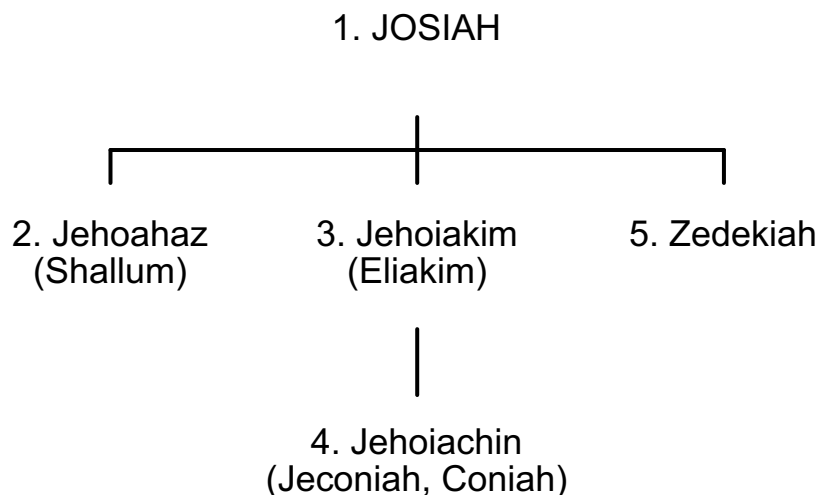 1. JOSIAH
2. Jehoahaz
(Shallum)
3. Jehoiakim
(Eliakim)
5. Zedekiah
4. Jehoiachin
(Jeconiah, Coniah)